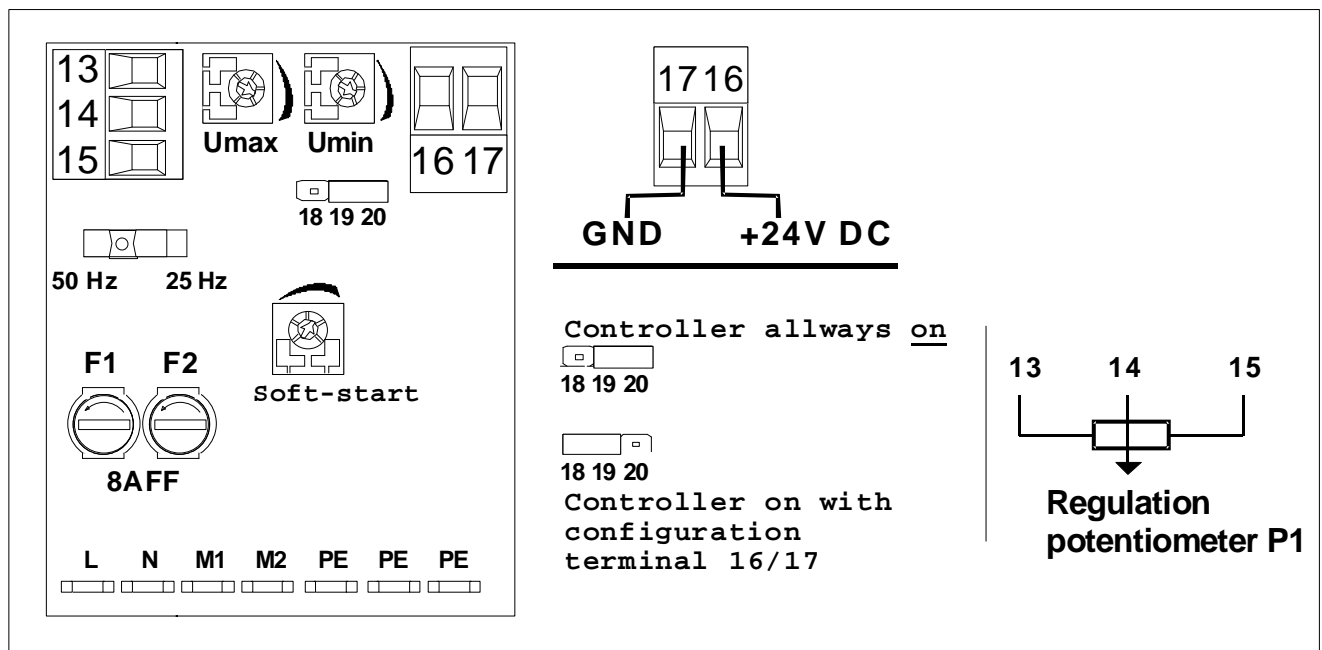 13
14
15
Umax Umin
16 17
18 19 20
50 Hz 25 Hz
Soft-start
F1 F2
8AFF
L N M1 M2 PE PE PE
17 16
GND +24V DC
Controller allways on
18 19 20
18 19 20
Controller on with
configuration
terminal 16/17
13 14 15
Regulation
potentiometer P1